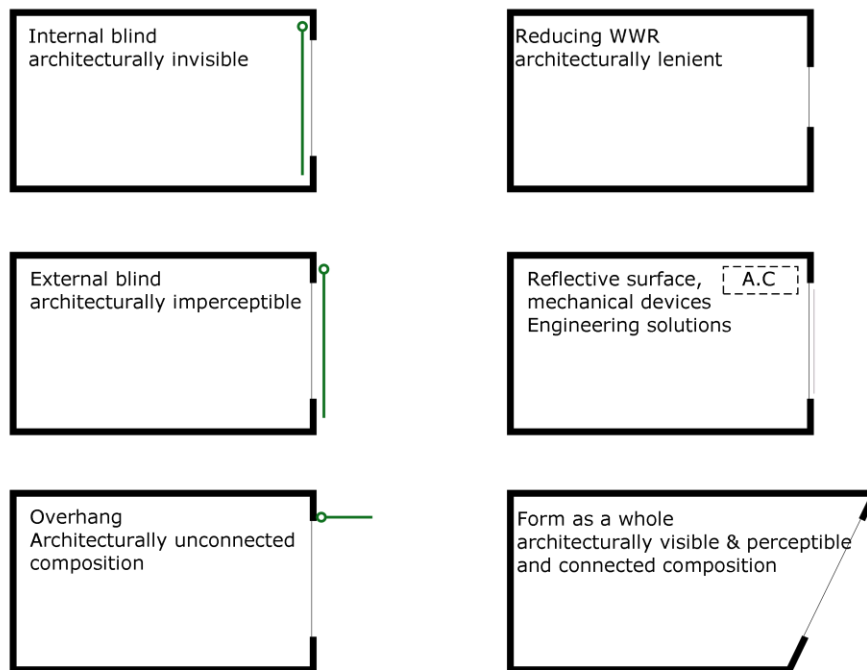 Internal blind
architecturally invisible
Reducing WWR
architecturally lenient
External blind
architecturally imperceptible
Reflective surface,
mechanical devices
Engineering solutions
A.C
Overhang
Architecturally unconnected
composition
Form as a whole
architecturally visible & perceptible
and connected composition